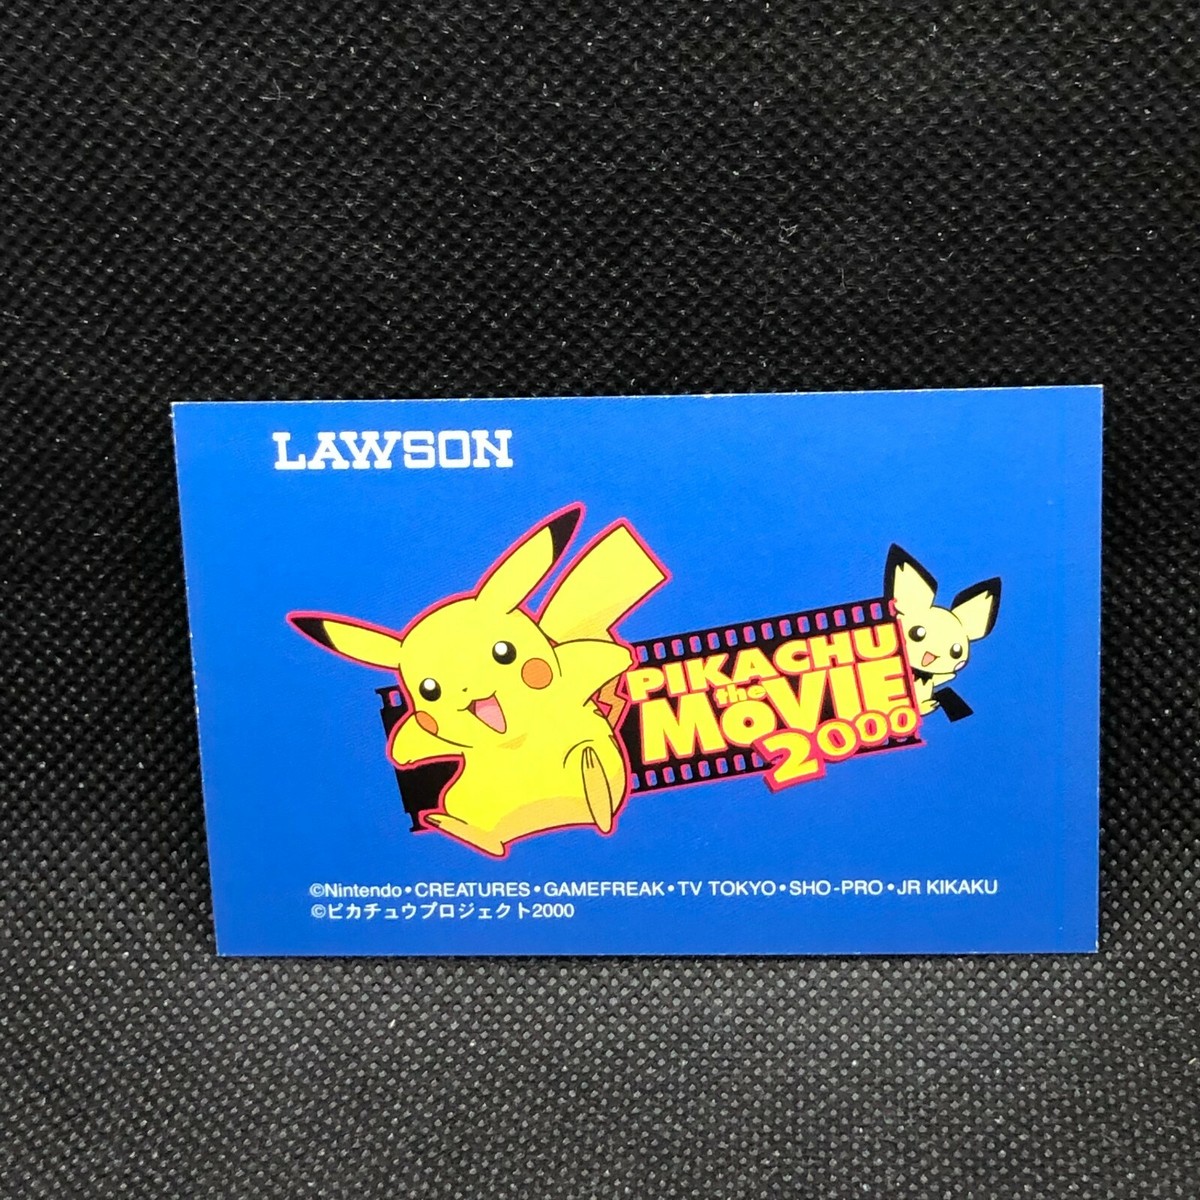 LAWSON
PIKACHU
the
MOVIE
2000
©Nintendo•CREATURES•GAMEFREAK•TV TOKYO•SHO-PRO•JR KIKAKU
©ピカチュウプロジェクト2000